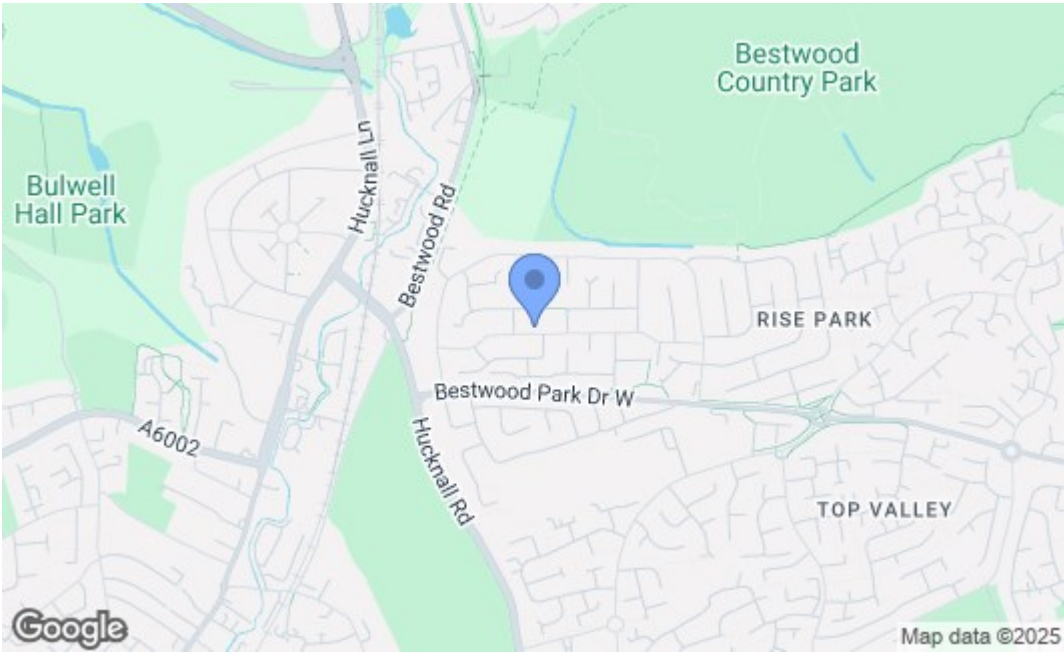 Bestwood
Country Park
Hucknall Ln
Bulwell
Hall Park
Bestwood Rd
RISE PARK
Bestwood Park Dr W
A6002
Hucknall Rd
TOP VALLEY
Google
Map data ©2025